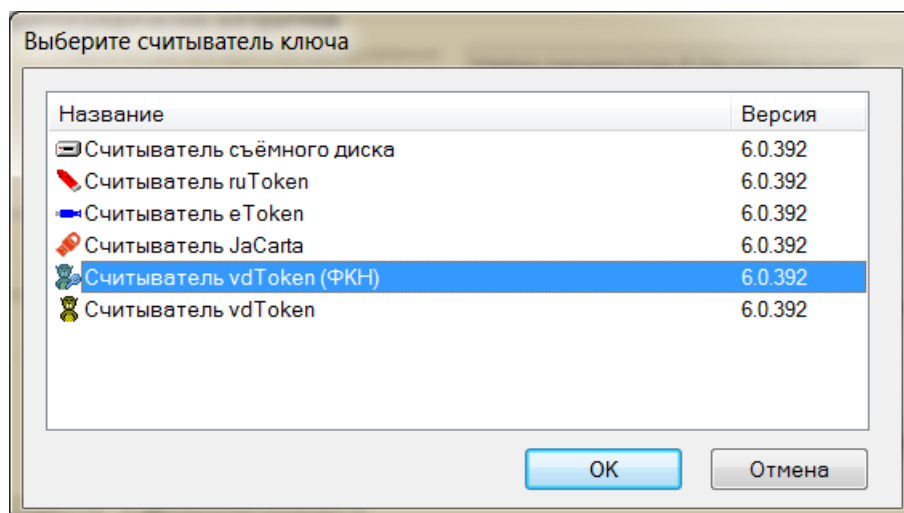 Выберите считыватель ключа
Название Версия
Считыватель съёмного диска 6.0.392
Считыватель ruToken 6.0.392
Считыватель eToken 6.0.392
Считыватель JaCarta 6.0.392
Считыватель vdToken (ФКН) 6.0.392
Считыватель vdToken 6.0.392
OK Отмена